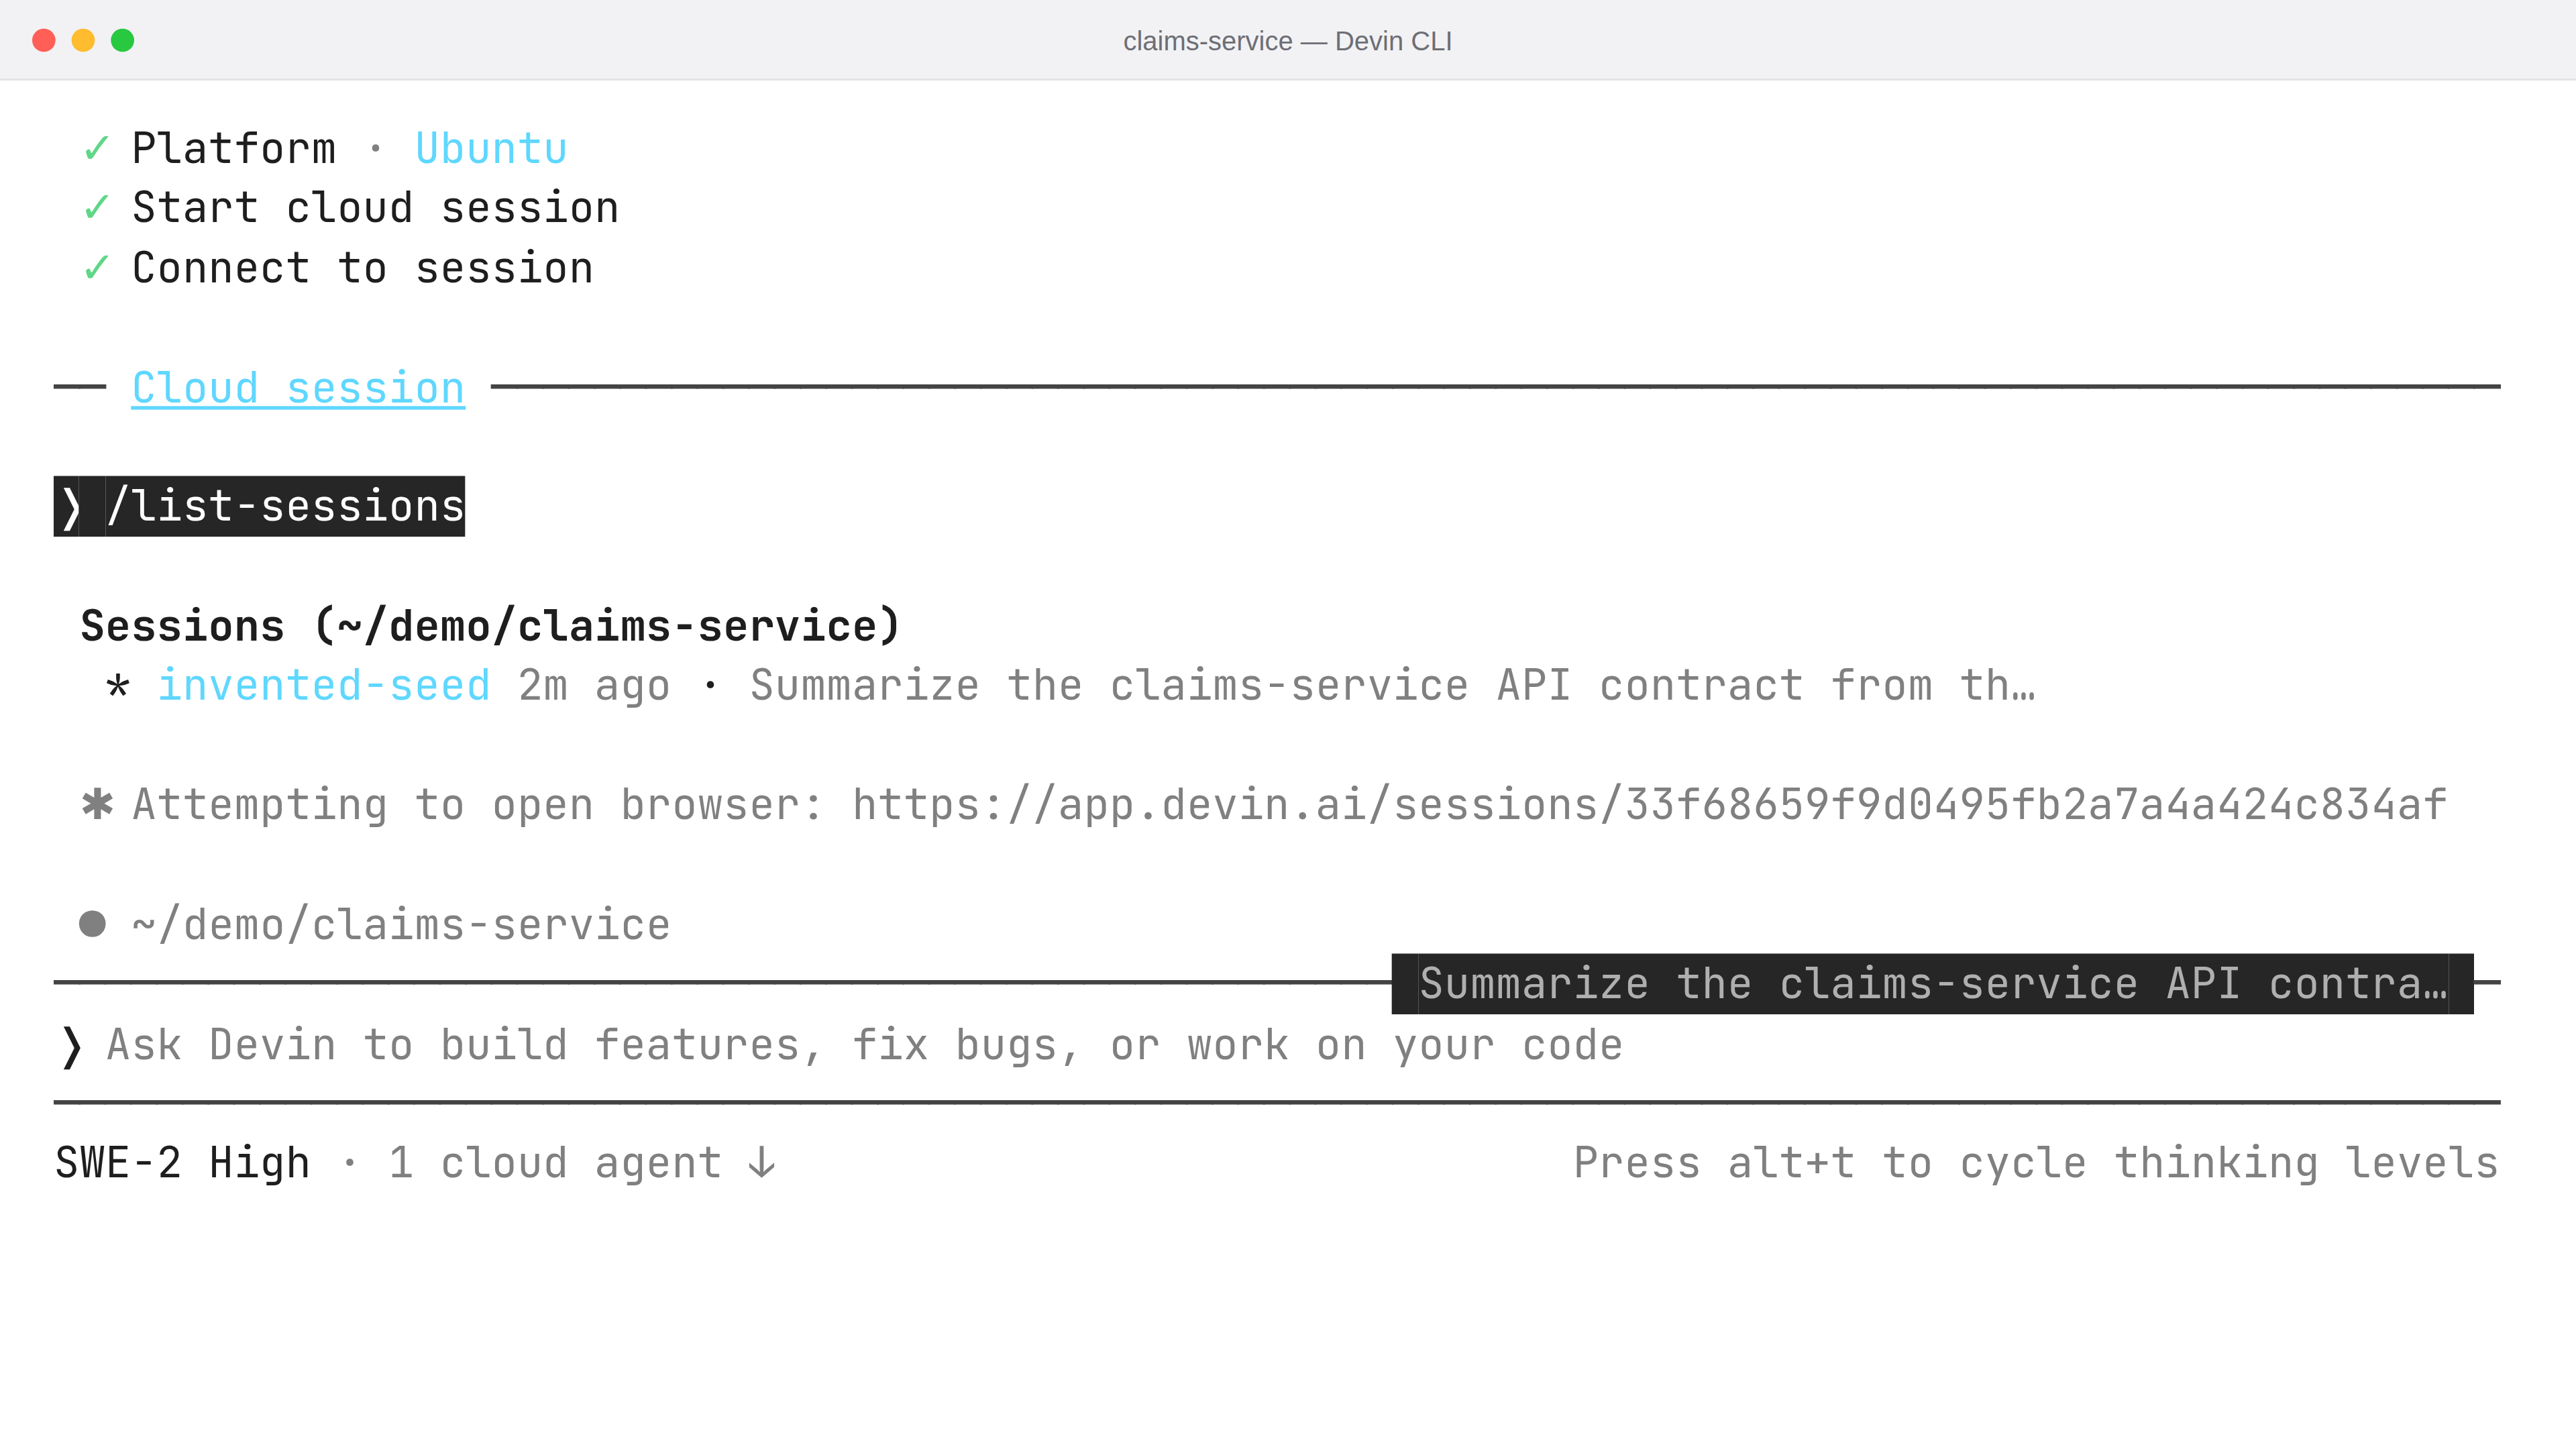 claims-service — Devin CLI
✓ Platform · Ubuntu
✓ Start cloud session
✓ Connect to session
Cloud session
❯ /list-sessions
Sessions (~/demo/claims-service)
* invented-seed 2m ago · Summarize the claims-service API contract from th…
✱ Attempting to open browser: https://app.devin.ai/sessions/33f68659f9d0495fb2a7a4a424c834af
● ~/demo/claims-service
Summarize the claims-service API contra…
❯ Ask Devin to build features, fix bugs, or work on your code
SWE-2 High · 1 cloud agent ↓
Press alt+t to cycle thinking levels